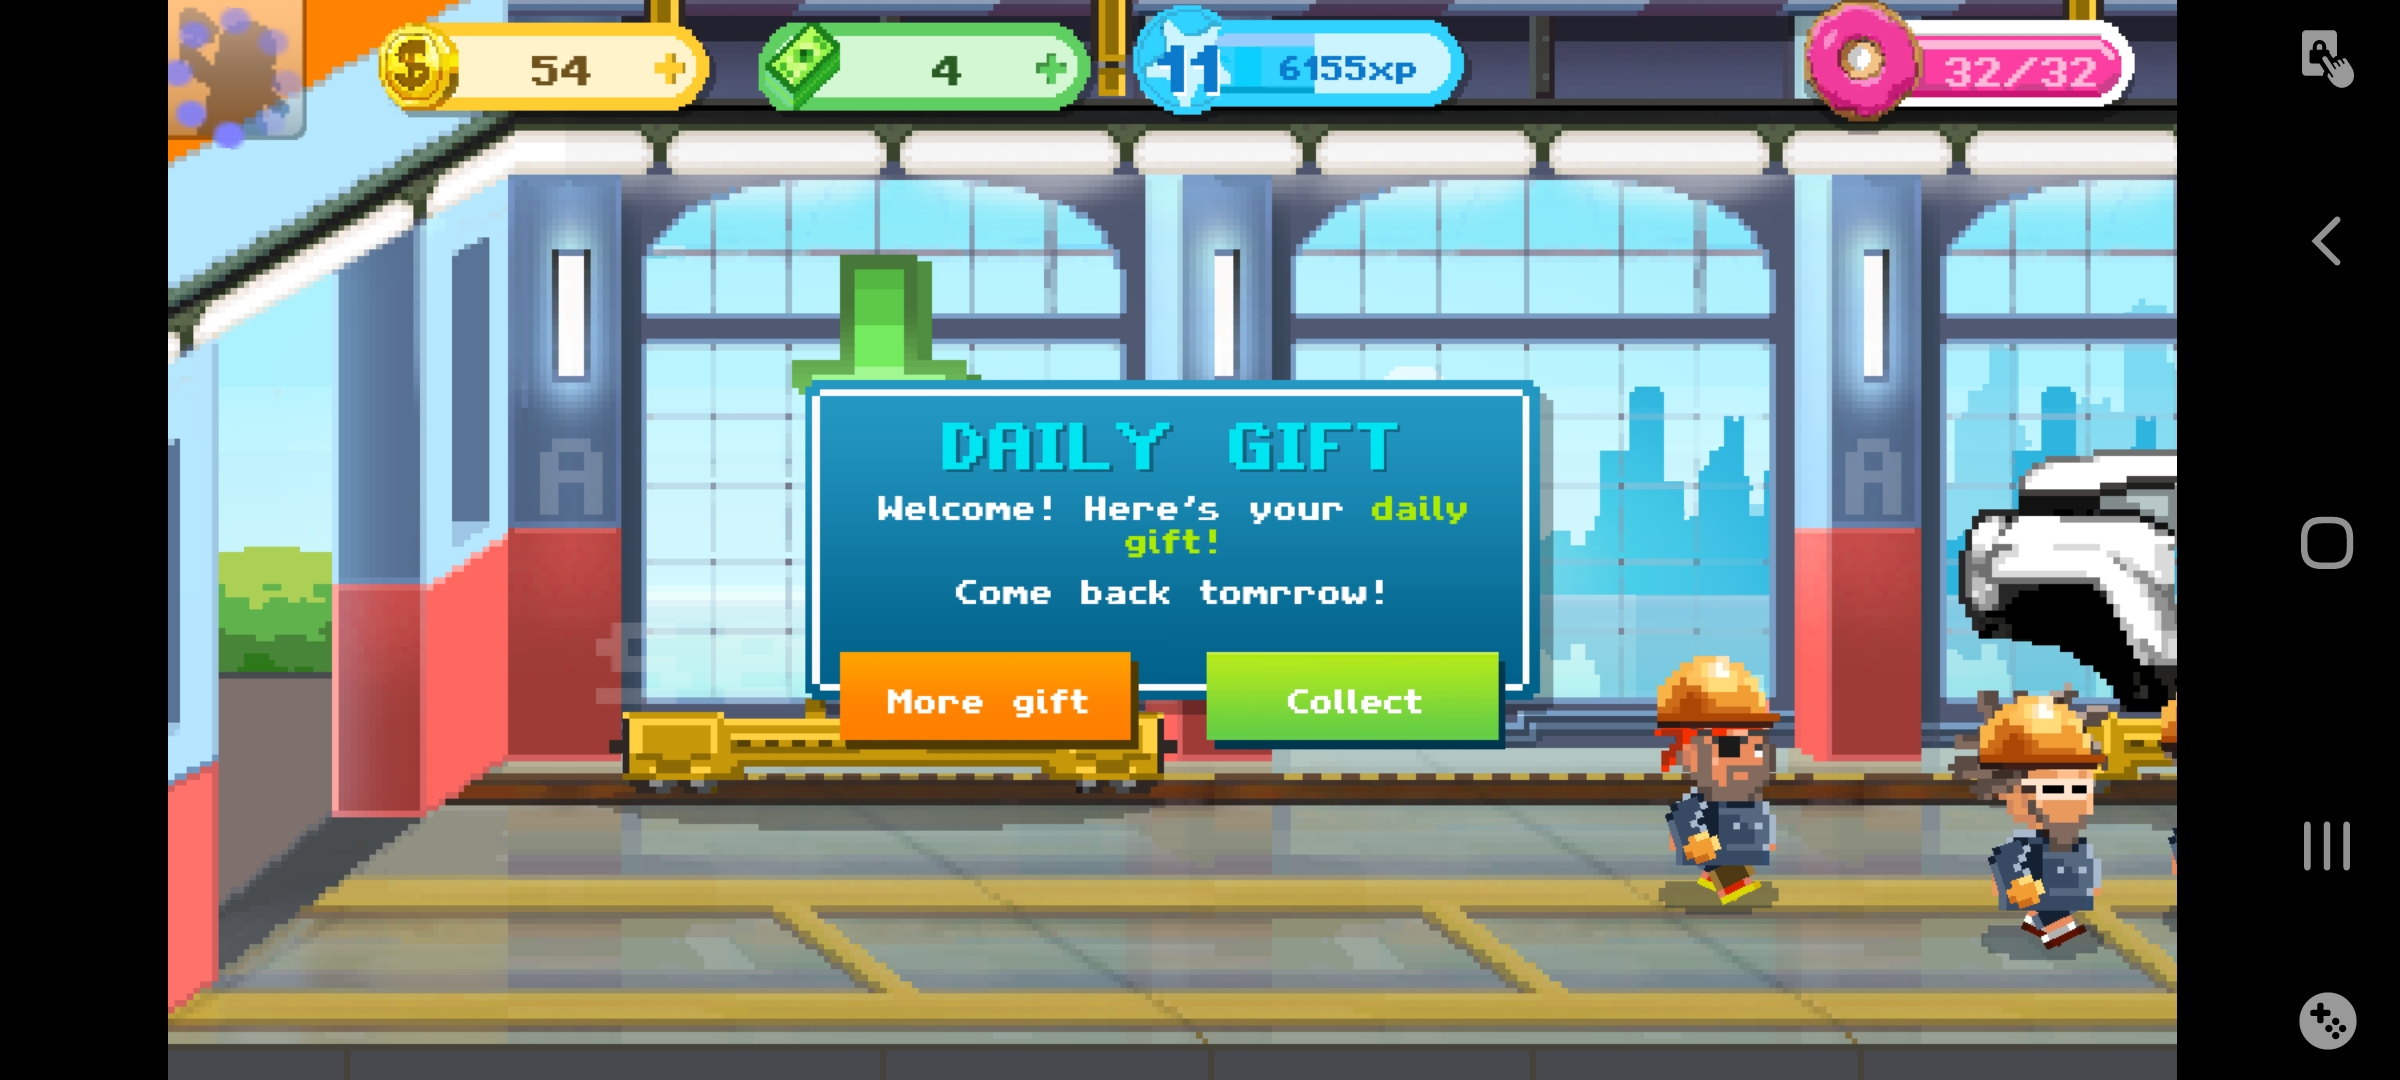 54
4
11
6155xp
32/32
A
A
DAILY GIFT
Welcome! Here's your daily
gift!
Come back tomrrow!
More gift
Collect